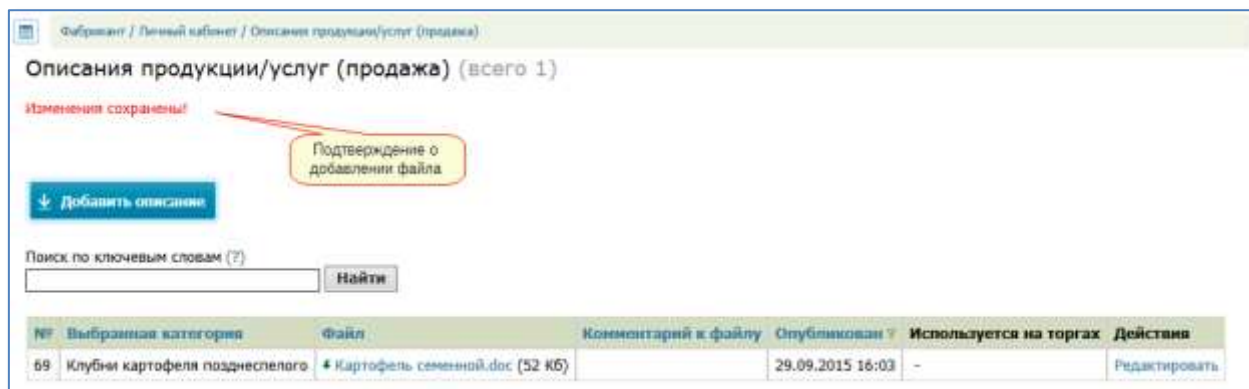 Фабрикант / Личный кабинет / Описания продукции/услуг (продажа)
Описания продукции/услуг (продажа) (всего 1)
Изменения сохранены!
Подтверждение о
добавлении файла
Добавить описание
Поиск по ключевым словам (?)
Найти
№ Выбранная категория Файл Комментарий к файлу Опубликован Используется на торгах Действия
69 Клубни картофеля позднеспелого Картофель семенной.doc (52 Кб) 29.09.2015 16:03 - Редактировать